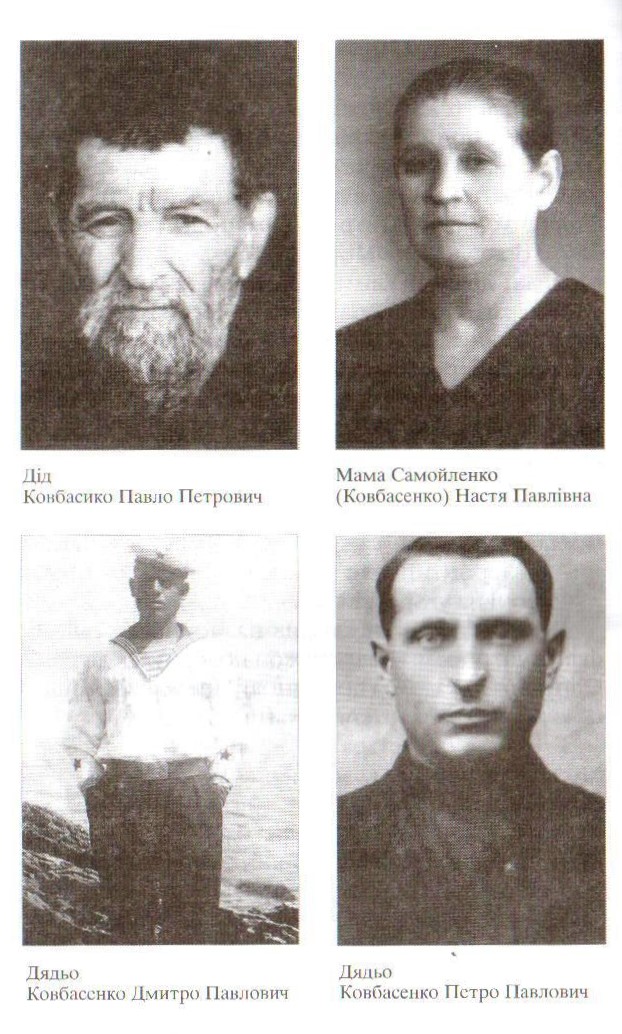 Дід
Ковбасико Павло Петрович
Мама Самойленко
(Ковбасенко) Настя Павлівна
Дядьо
Ковбасенко Дмитро Павлович
Дядьо
Ковбасенко Петро Павлович